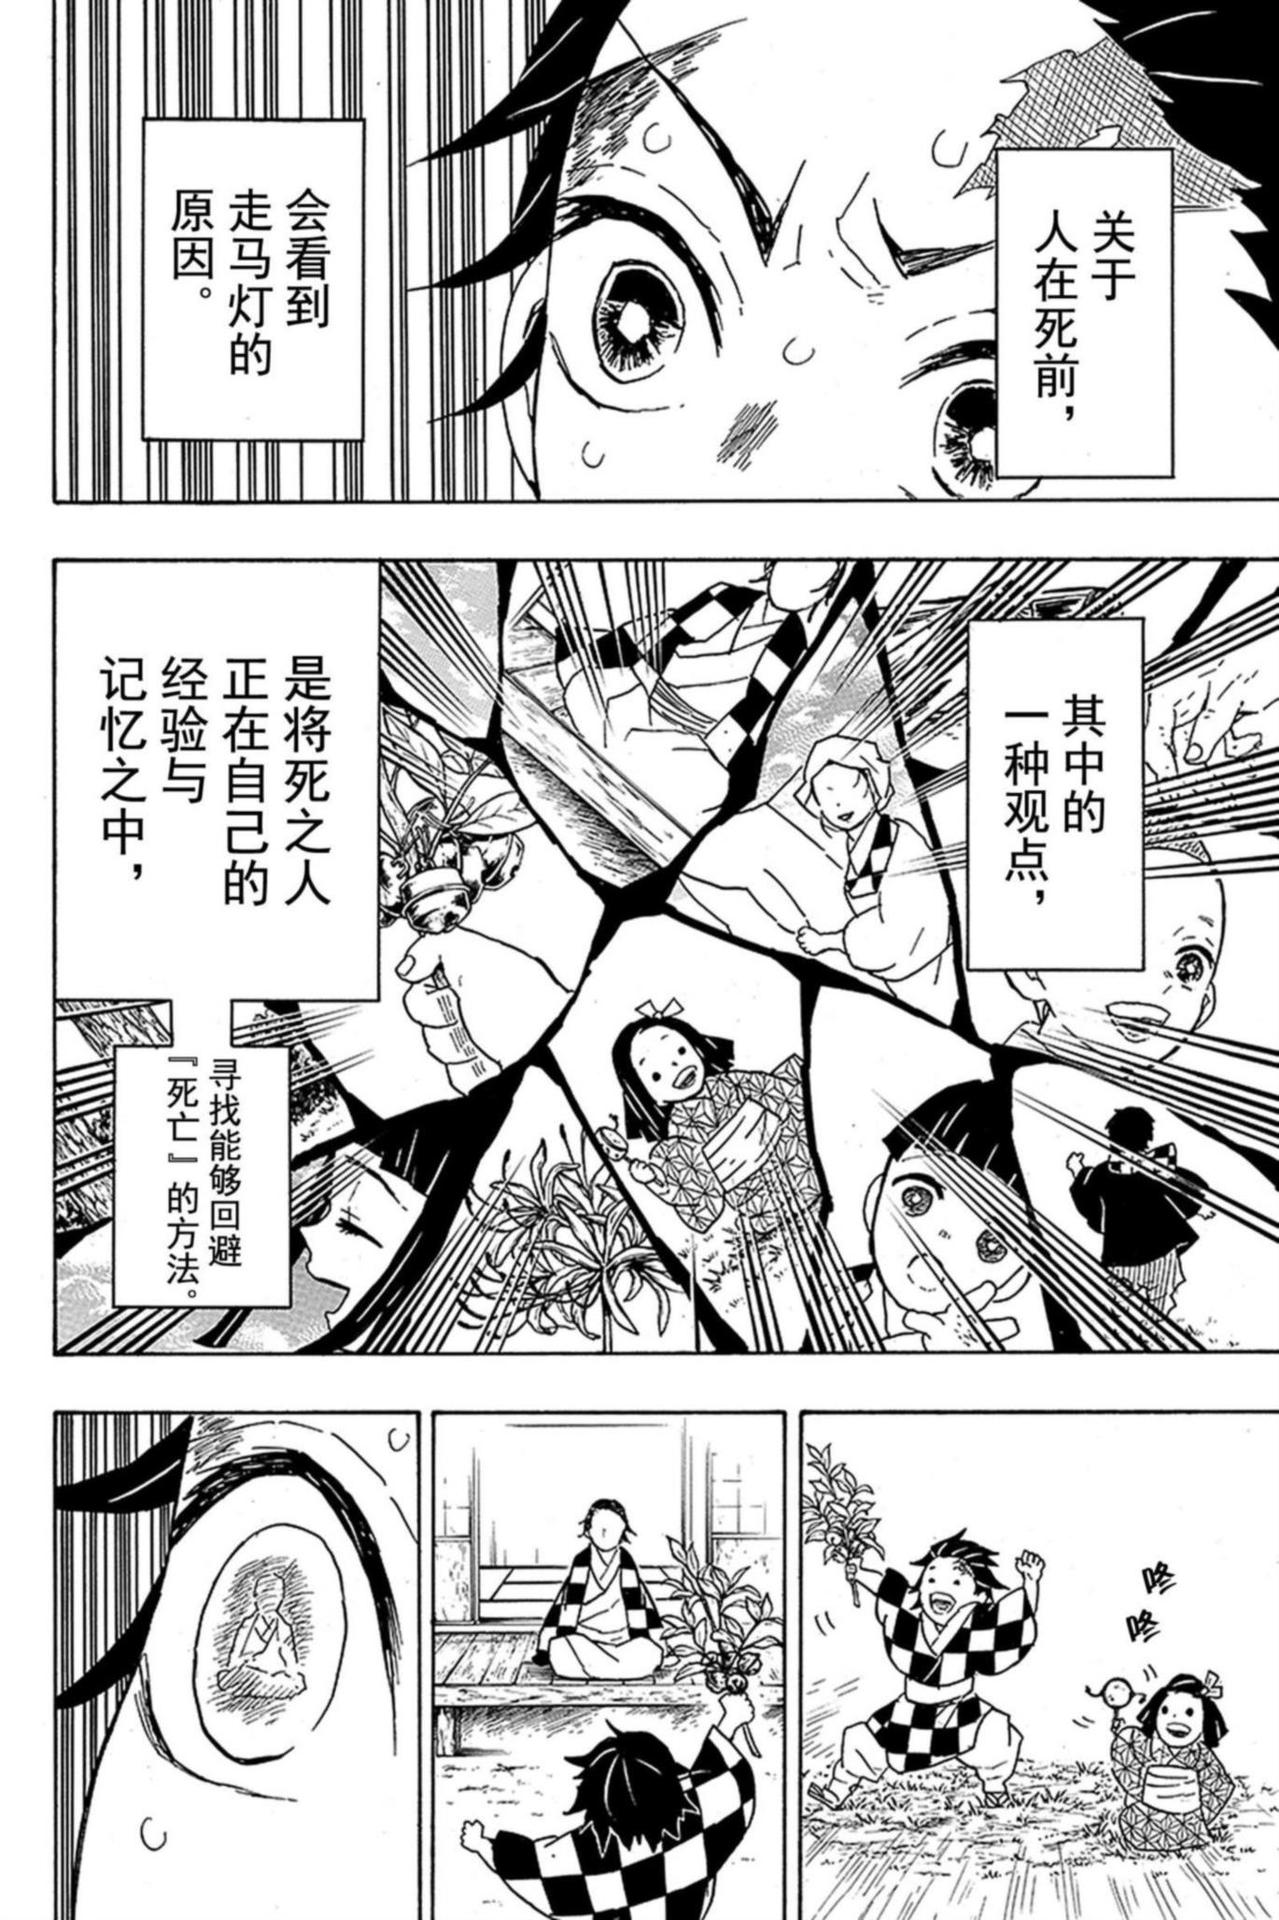 关于
人在死前，
会看到
走马灯的
原因。
其中的
一种观点，
是将死之人
正在自己的
经验与
记忆之中，
寻找能够回避
『死亡』的方法。
咚
咚